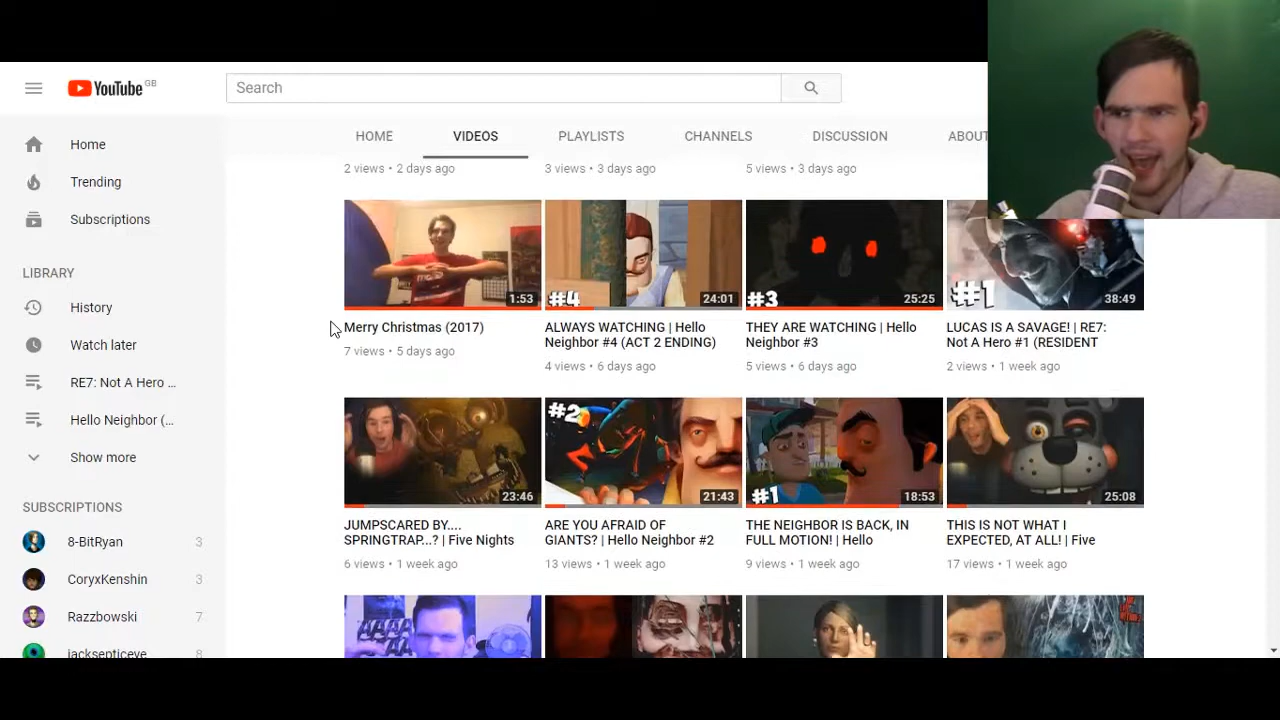 YouTube GB
Search
HOME
VIDEOS
PLAYLISTS
CHANNELS
DISCUSSION
ABOUT
Home
Trending
Subscriptions
LIBRARY
History
Watch later
RE7: Not A Hero ...
Hello Neighbor (...
Show more
SUBSCRIPTIONS
8-BitRyan 3
CoryxKenshin 3
Razzbowski 7
jacksepticeye 8
2 views • 2 days ago
3 views • 3 days ago
5 views • 3 days ago
1:53
Merry Christmas (2017)
7 views • 5 days ago
#4
24:01
ALWAYS WATCHING | Hello
Neighbor #4 (ACT 2 ENDING)
4 views • 6 days ago
#3
25:25
THEY ARE WATCHING | Hello
Neighbor #3
5 views • 6 days ago
#1
38:49
LUCAS IS A SAVAGE! | RE7:
Not A Hero #1 (RESIDENT
2 views • 1 week ago
23:46
JUMPSCARED BY....
SPRINGTRAP...? | Five Nights
6 views • 1 week ago
#2
21:43
ARE YOU AFRAID OF
GIANTS? | Hello Neighbor #2
13 views • 1 week ago
#1
18:53
THE NEIGHBOR IS BACK, IN
FULL MOTION! | Hello
9 views • 1 week ago
25:08
THIS IS NOT WHAT I
EXPECTED, AT ALL! | Five
17 views • 1 week ago